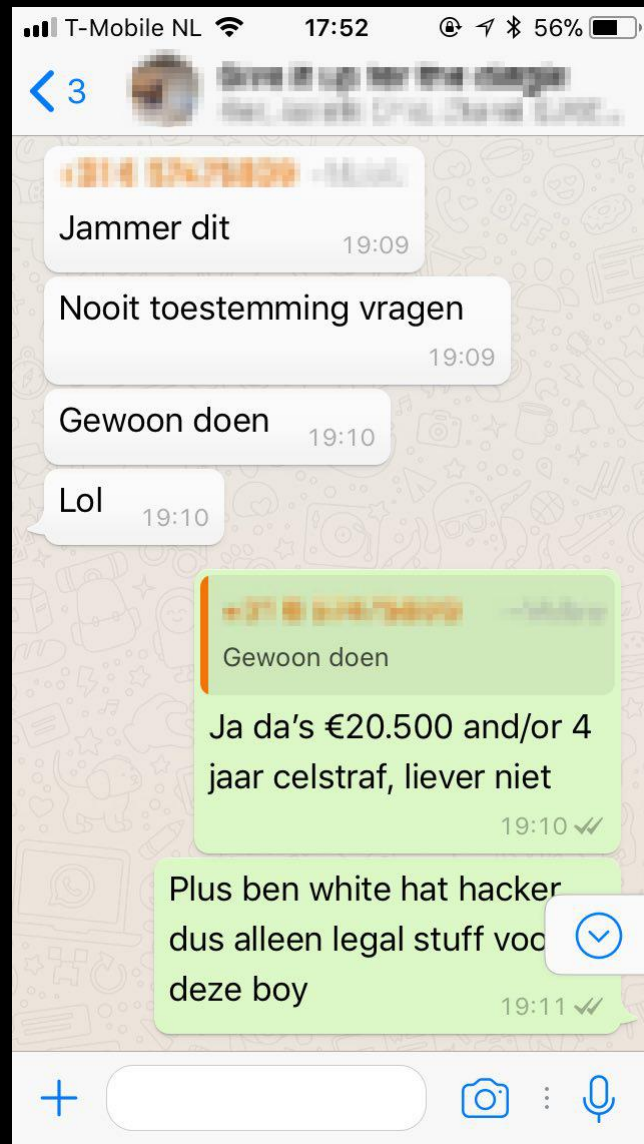 T-Mobile NL 17:52 56%
3
Jammer dit
19:09
Nooit toestemming vragen
19:09
Gewoon doen 19:10
Lol 19:10
Gewoon doen
Ja da's €20.500 and/or 4
jaar celstraf, liever niet
19:10
Plus ben white hat hacker
dus alleen legal stuff voo
deze boy
19:11